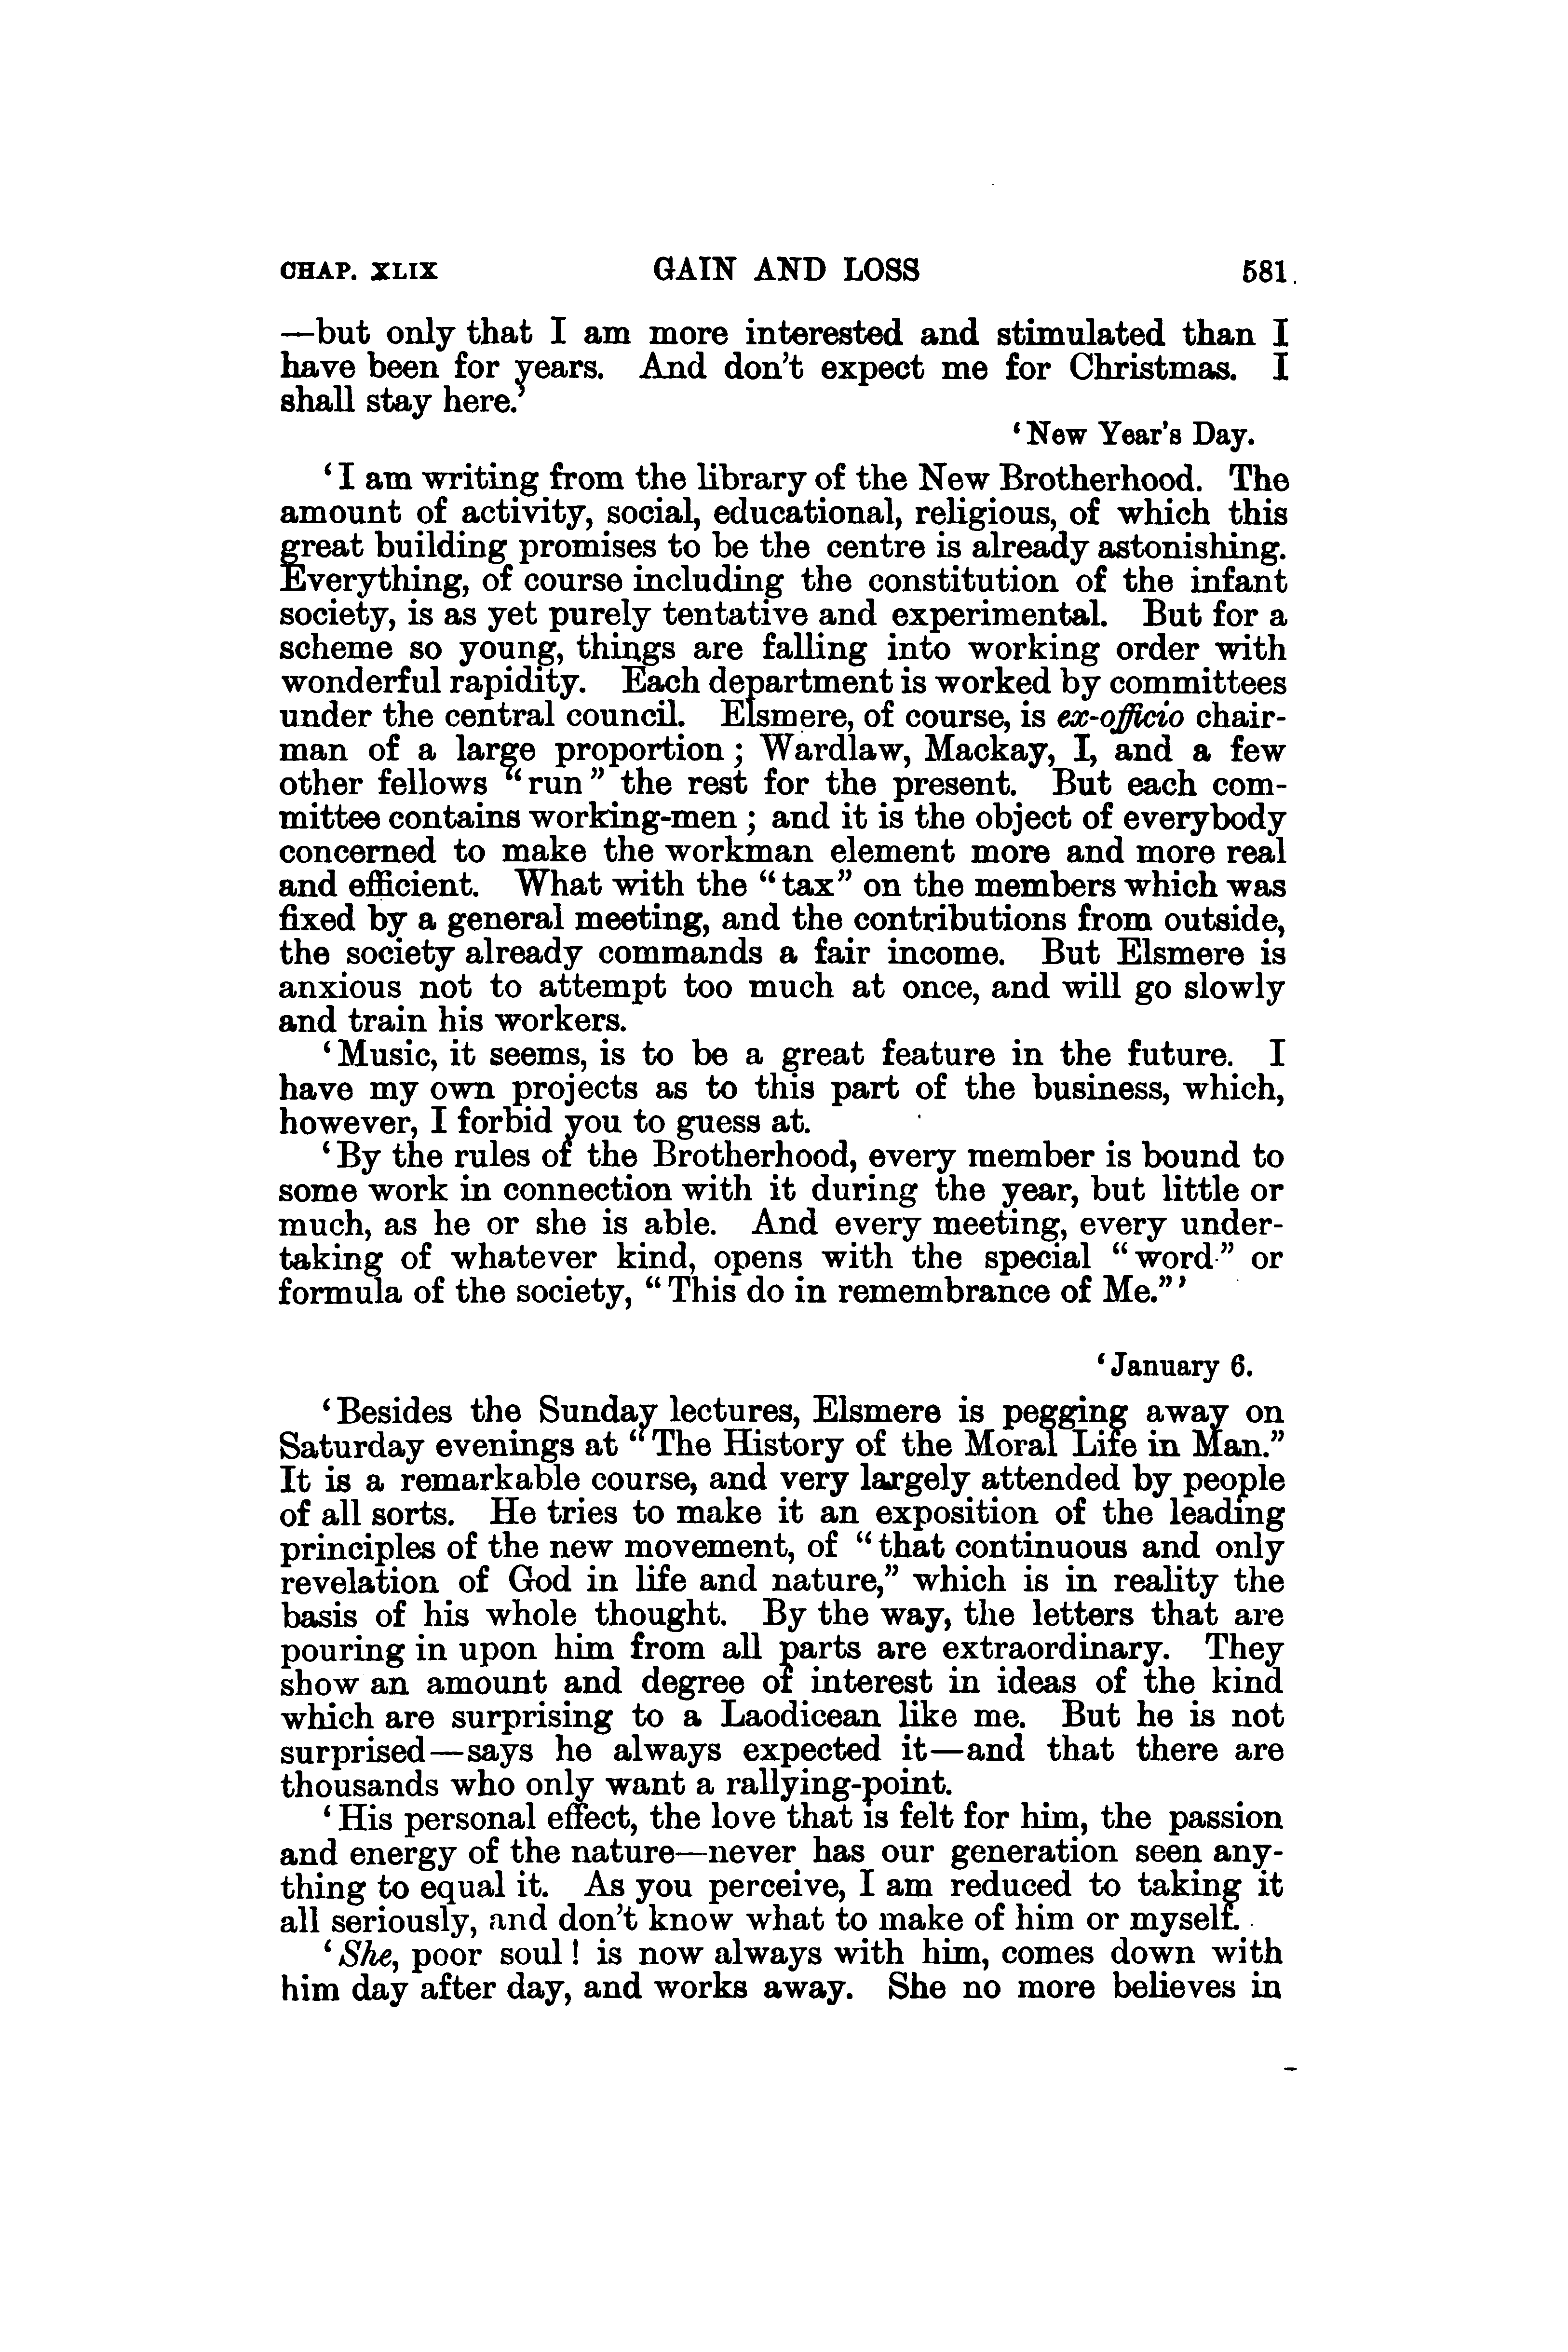 CHAP. XLIX GAIN AND LOSS 581
—but only that I am more interested and stimulated than I
have been for years. And don't expect me for Christmas. I
shall stay here.'
'New Year's Day.
'I am writing from the library of the New Brotherhood. The
amount of activity, social, educational, religious, of which this
great building promises to be the centre is already astonishing.
Everything, of course including the constitution of the infant
society, is as yet purely tentative and experimental. But for a
scheme so young, things are falling into working order with
wonderful rapidity. Each department is worked by committees
under the central council. Elsmere, of course, is ex-officio chair-
man of a large proportion; Wardlaw, Mackay, I, and a few
other fellows "run" the rest for the present. But each com-
mittee contains working-men; and it is the object of everybody
concerned to make the workman element more and more real
and efficient. What with the "tax" on the members which was
fixed by a general meeting, and the contributions from outside,
the society already commands a fair income. But Elsmere is
anxious not to attempt too much at once, and will go slowly
and train his workers.
'Music, it seems, is to be a great feature in the future. I
have my own projects as to this part of the business, which,
however, I forbid you to guess at.
'By the rules of the Brotherhood, every member is bound to
some work in connection with it during the year, but little or
much, as he or she is able. And every meeting, every under-
taking of whatever kind, opens with the special "word" or
formula of the society, "This do in remembrance of Me."'
'January 6.
'Besides the Sunday lectures, Elsmere is pegging away on
Saturday evenings at "The History of the Moral Life in Man."
It is a remarkable course, and very largely attended by people
of all sorts. He tries to make it an exposition of the leading
principles of the new movement, of "that continuous and only
revelation of God in life and nature," which is in reality the
basis of his whole thought. By the way, the letters that are
pouring in upon him from all parts are extraordinary. They
show an amount and degree of interest in ideas of the kind
which are surprising to a Laodicean like me. But he is not
surprised—says he always expected it—and that there are
thousands who only want a rallying-point.
'His personal effect, the love that is felt for him, the passion
and energy of the nature—never has our generation seen any-
thing to equal it. As you perceive, I am reduced to taking it
all seriously, and don't know what to make of him or myself.
'She, poor soul! is now always with him, comes down with
him day after day, and works away. She no more believes in